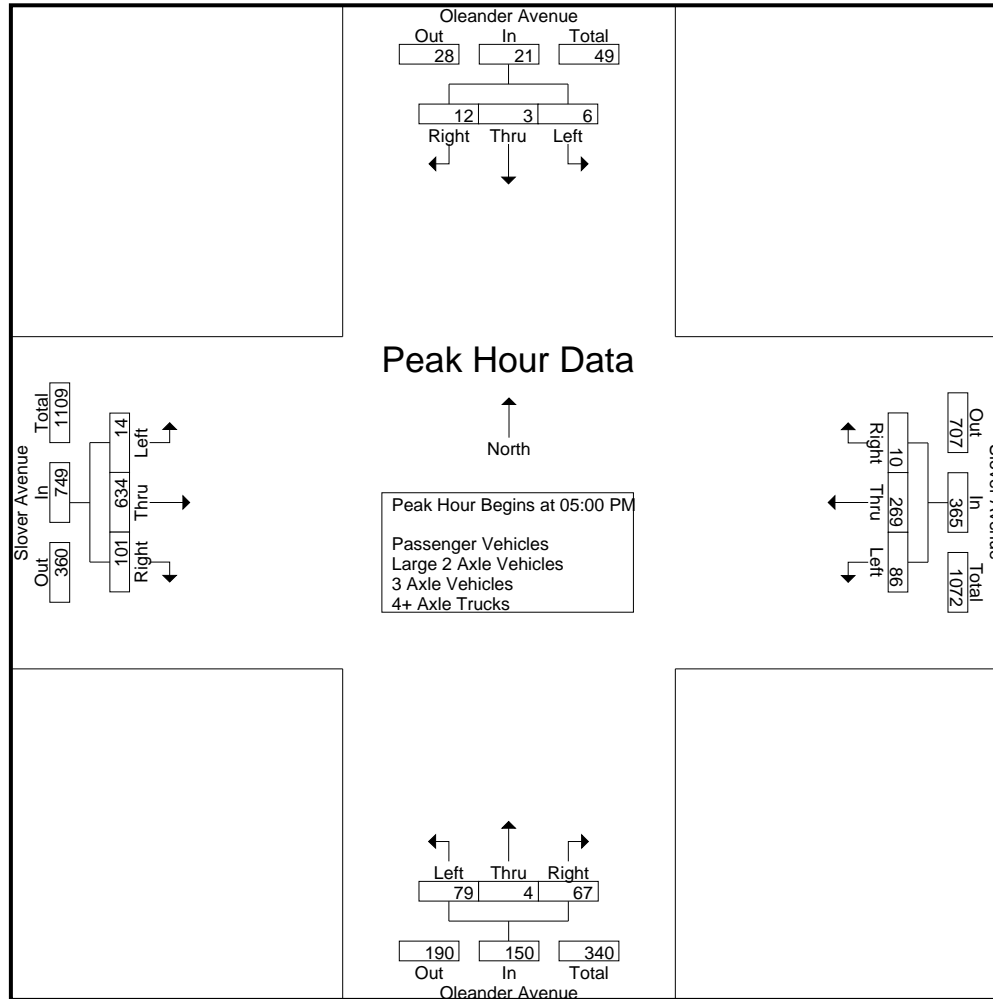 Oleander Avenue
Out In Total
28 21 49
12 3 6
Right Thru Left
Peak Hour Data
North
Peak Hour Begins at 05:00 PM
Passenger Vehicles
Large 2 Axle Vehicles
3 Axle Vehicles
4+ Axle Trucks
Slover Avenue
Out In Total
360 749 1109
14 634 101
Left Thru Right
Out In Total
707 365 1072
10 269 86
Right Thru Left
Left Thru Right
79 4 67
190 150 340
Out In Total
Oleander Avenue